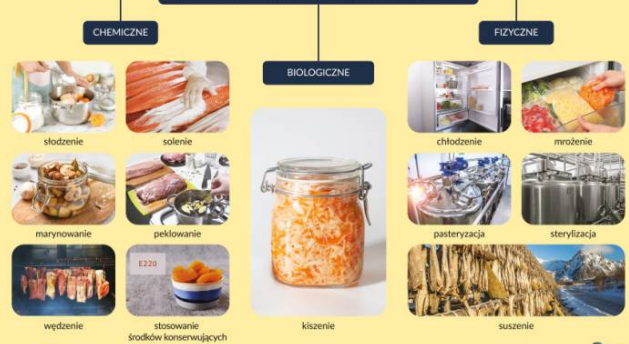 CHEMICZNE
FIZYCZNE
BIOLOGICZNE
słodzenie
solenie
chłodzenie
mrożenie
marynowanie
peklowanie
pasteryzacja
sterylizacja
E220
wędzenie
stosowanie
środków konserwujących
kiszenie
suszenie